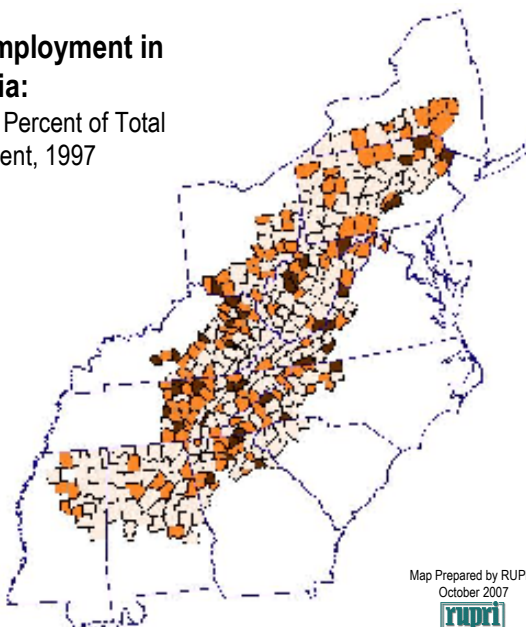 mployment in
ia:
Percent of Total
ent, 1997
Map Prepared by RUP
October 2007
rupri